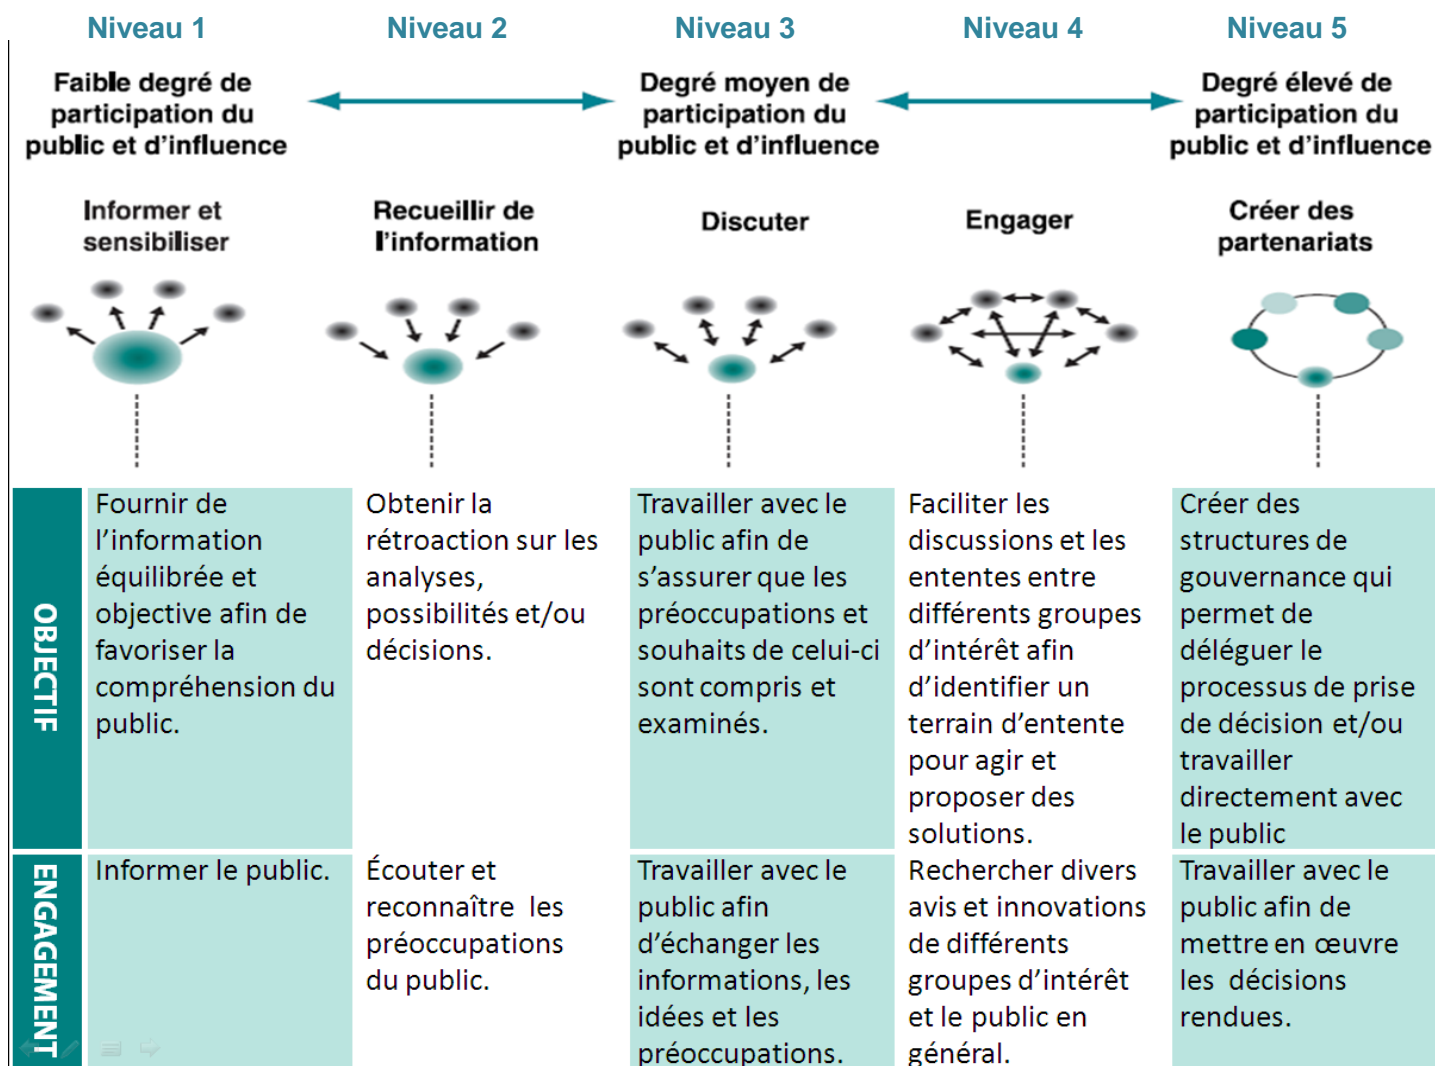 Niveau 1
Niveau 2
Niveau 3
Niveau 4
Niveau 5
Faible degré de
participation du
public et d'influence
Degré moyen de
participation du
public et d'influence
Degré élevé de
participation du
public et d'influence
Informer et
sensibiliser
Recueillir de
l'information
Discuter
Engager
Créer des
partenariats
OBJECTIF
Fournir de
l'information
équilibrée et
objective afin de
favoriser la
compréhension du
public.
Obtenir la
rétroaction sur les
analyses,
possibilités et/ou
décisions.
Travailler avec le
public afin de
s'assurer que les
préoccupations et
souhaits de celui-ci
sont compris et
examinés.
Faciliter les
discussions et les
ententes entre
différents groupes
d'intérêt afin
d'identifier un
terrain d'entente
pour agir et
proposer des
solutions.
Créer des
structures de
gouvernance qui
permet de
déléguer le
processus de prise
de décision et/ou
travailler
directement avec
le public
ENGAGEMENT
Informer le public.
Écouter et
reconnaître les
préoccupations
du public.
Travailler avec le
public afin
d'échanger les
informations, les
idées et les
préoccupations.
Rechercher divers
avis et innovations
de différents
groupes d'intérêt
et le public en
général.
Travailler avec le
public afin de
mettre en œuvre
les décisions
rendues.